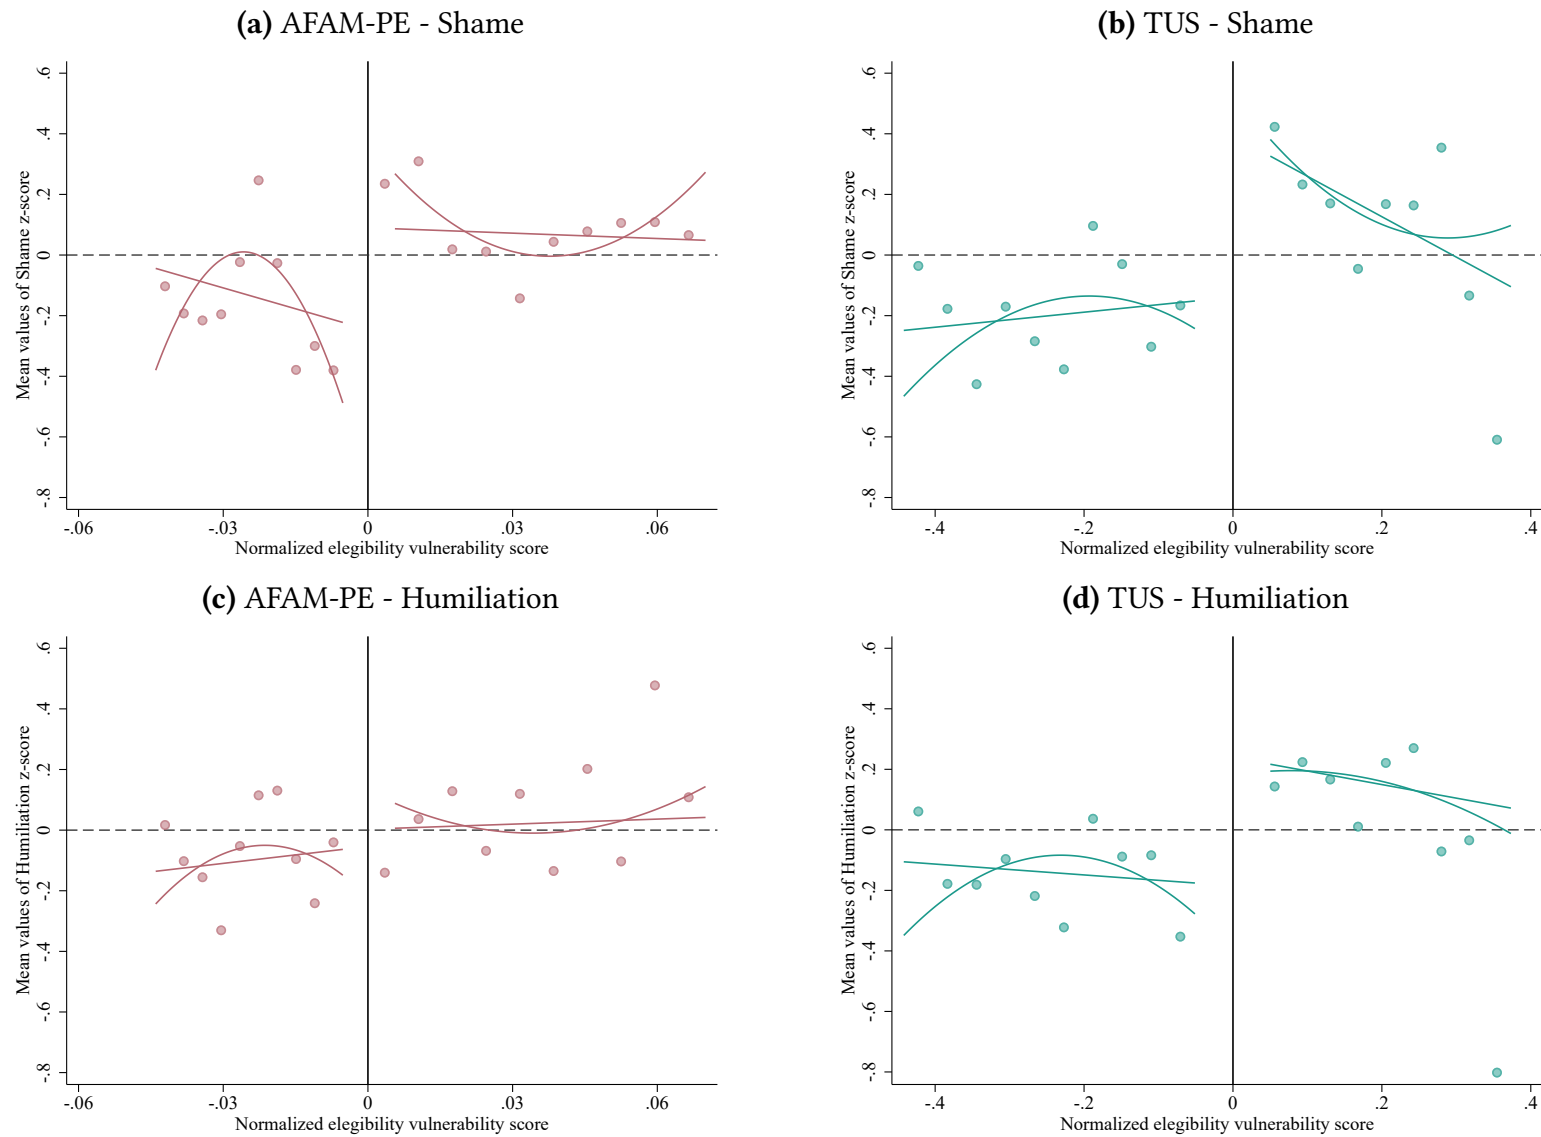 (a) AFAM-PE - Shame
Mean values of Shame z-score
.6
.4
.2
0
-.2
-.4
-.6
-.8
-.06 -.03 0 .03 .06
Normalized elegibility vulnerability score
(b) TUS - Shame
Mean values of Shame z-score
.6
.4
.2
0
-.2
-.4
-.6
-.8
-.4 -.2 0 .2 .4
Normalized elegibility vulnerability score
(c) AFAM-PE - Humiliation
Mean values of Humiliation z-score
.6
.4
.2
0
-.2
-.4
-.6
-.8
-.06 -.03 0 .03 .06
Normalized elegibility vulnerability score
(d) TUS - Humiliation
Mean values of Humiliation z-score
.6
.4
.2
0
-.2
-.4
-.6
-.8
-.4 -.2 0 .2 .4
Normalized elegibility vulnerability score